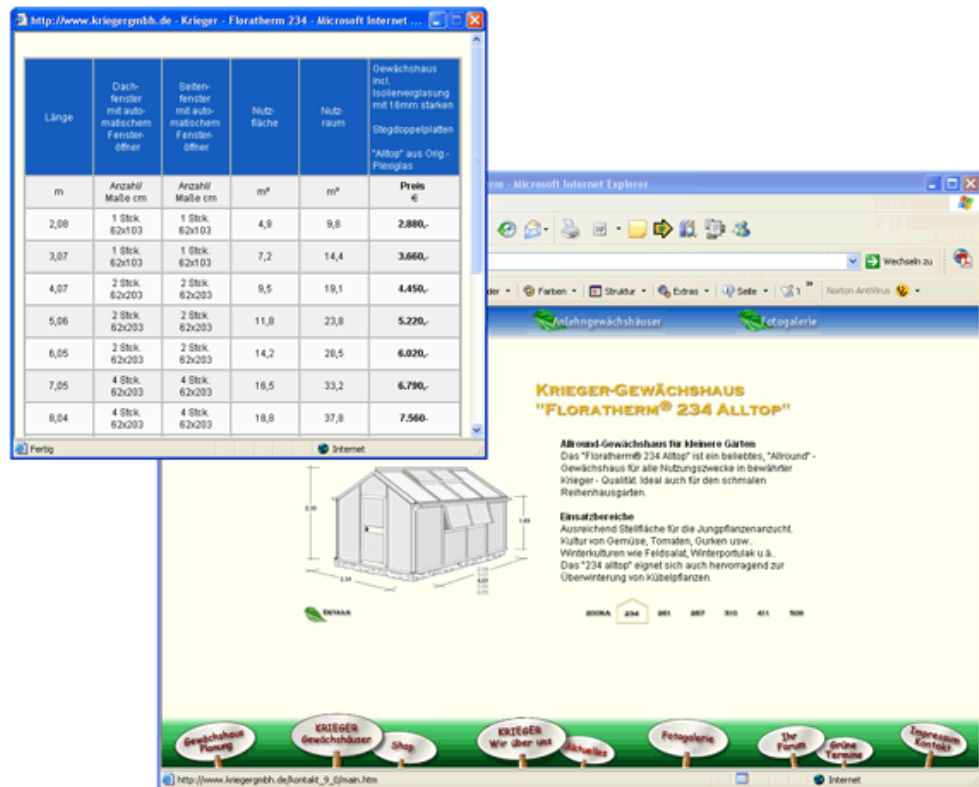 http://www.kriegergmbh.de - Krieger - Floratherm 234 - Microsoft Internet ...
Länge
Dach-
fenster
mit auto-
matischem
Fenster-
öffner
Seiten-
fenster
mit auto-
matischem
Fenster-
öffner
Nutz-
fläche
Nutz-
raum
Gewächshaus
incl.
Isolierverglasung
mit 16mm starken
Stegdoppelplatten
"Alltop" aus Orig.-
Plexiglas
m
Anzahl/
Maße cm
Anzahl/
Maße cm
m²
m³
Preis
€
2,08
1 Stck.
62x103
1 Stck.
62x103
4,9
9,8
2.880,-
3,07
1 Stck.
62x103
1 Stck.
62x103
7,2
14,4
3.660,-
4,07
2 Stck.
62x203
2 Stck.
62x203
9,5
19,1
4.450,-
5,06
2 Stck.
62x203
2 Stck.
62x203
11,8
23,8
5.220,-
6,05
2 Stck.
62x203
2 Stck.
62x203
14,2
28,5
6.020,-
7,05
4 Stck.
62x203
4 Stck.
62x203
16,5
33,2
6.790,-
8,04
4 Stck.
62x203
4 Stck.
62x203
18,8
37,8
7.560-
Fertig
Internet
- Microsoft Internet Explorer
Wechseln zu
Farben
Struktur
Extras
Seite
1
Norton AntiVirus
Anlehngewächshäuser
Fotogalerie
KRIEGER-GEWÄCHSHAUS
"FLORATHERM® 234 ALLTOP"
Allround-Gewächshaus für kleinere Gärten
Das "Floratherm® 234 Alltop" ist ein beliebtes, "Allround" -
Gewächshaus für alle Nutzungszwecke in bewährter
Krieger - Qualität. Ideal auch für den schmalen
Reihenhausgarten.
Einsatzbereiche
Ausreichend Stellfläche für die Jungpflanzenanzucht.
Kultur von Gemüse, Tomaten, Gurken usw..
Winterkulturen wie Feldsalat, Winterportulak u.ä..
Das "234 alltop" eignet sich auch hervorragend zur
Überwinterung von Kübelpflanzen.
2.34
4.07
DETAILS
234
261
287
310
411
509
Gewächshaus
Planung
KRIEGER
Gewächshäuser
Shop
KRIEGER
Wir über uns
Aktuelles
Fotogalerie
Ihr
Forum
Grüne
Termine
Impressum
Kontakt
http://www.kriegergmbh.de/kontakt_9_0/main.htm
Internet